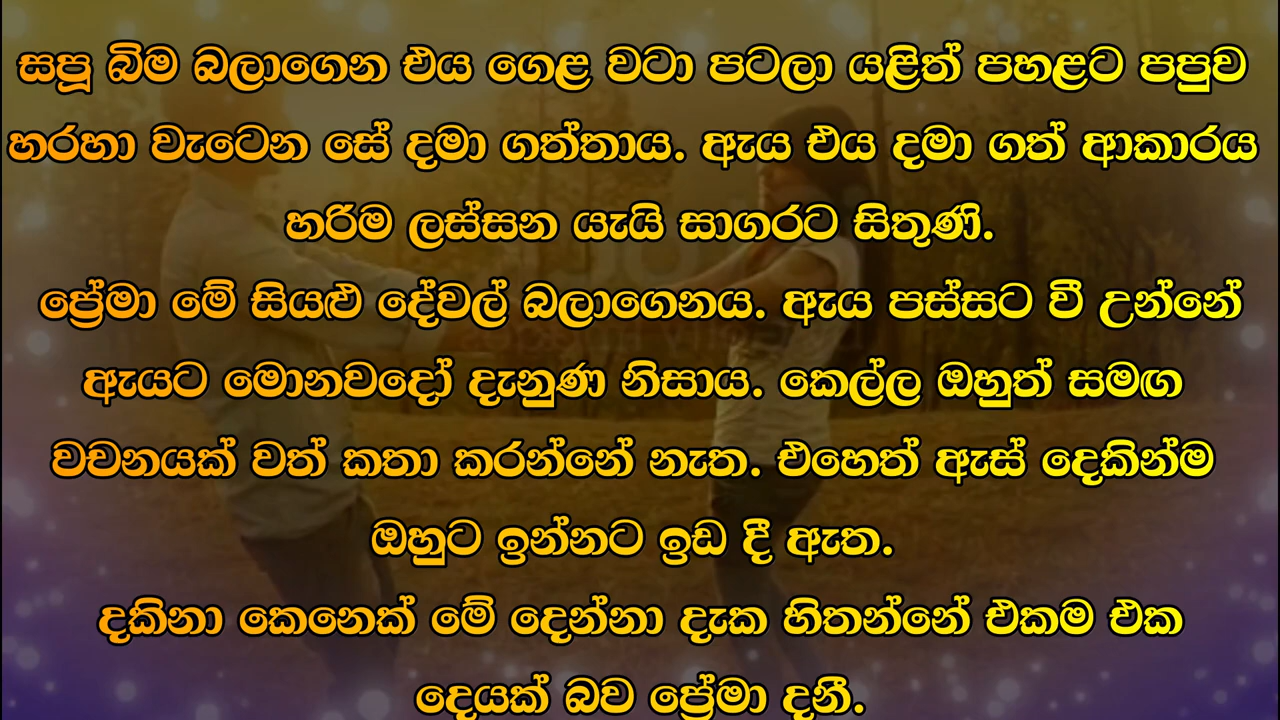 සපූ බිම බලාගෙන එය ගෙළ වටා පටලා යළිත් පහළට පපුව
හරහා වැටෙන සේ දමා ගත්තාය. ඇය එය දමා ගත් ආකාරය
හරිම ලස්සන යැයි සාගරට සිතුණි.
ප්‍රේමා මේ සියළු දේවල් බලාගෙනය. ඇය පස්සට වී උන්නේ
ඇයට මොනවදෝ දැනුණ නිසාය. කෙල්ල ඔහුත් සමඟ
වචනයක් වත් කතා කරන්නේ නැත. එහෙත් ඇස් දෙකින්ම
ඔහුට ඉන්නට ඉඩ දී ඇත.
දකිනා කෙනෙක් මේ දෙන්නා දැක හිතන්නේ එකම එක
දෙයක් බව ප්‍රේමා දනී.